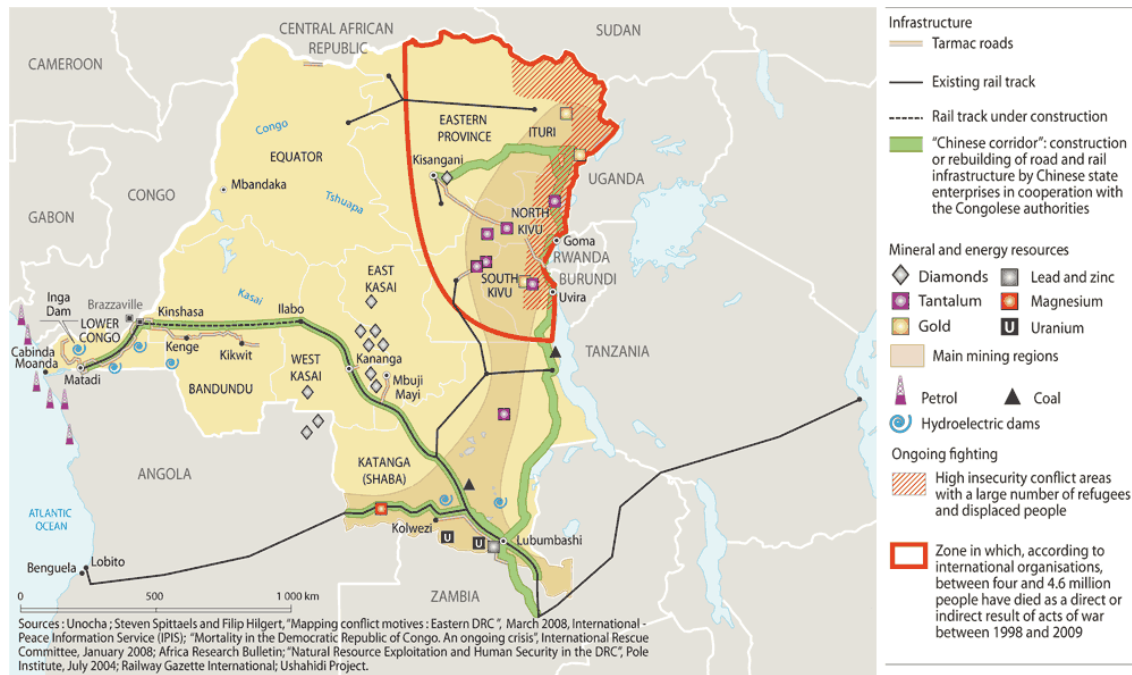 CENTRAL AFRICAN
REPUBLIC
SUDAN
CAMEROON
Congo
EASTERN
PROVINCE
ITURI
EQUATOR
Kisangani
UGANDA
Mbandaka
CONGO
Tshuapa
GABON
NORTH
KIVU
Goma
RWANDA
BURUNDI
EAST
KASAI
SOUTH
KIVU
Uvira
Inga
Dam
Brazzaville
Kinshasa
Kasai
Ilabo
LOWER
CONGO
Cabinda
Moanda
Matadi
Kenge
Kikwit
WEST
KASAI
Kananga
Mbuji
Mayi
TANZANIA
BANDUNDU
ANGOLA
KATANGA
(SHABA)
ATLANTIC
OCEAN
Kolwezi
U
U
Lubumbashi
Benguela
Lobito
ZAMBIA
0
500
1 000 km
Sources : Unocha ; Steven Spittaels and Filip Hilgert, “Mapping conflict motives : Eastern DRC ”, March 2008, International -
Peace Information Service (IPIS); “Mortality in the Democratic Republic of Congo. An ongoing crisis”, International Rescue
Committee, January 2008; Africa Research Bulletin; “Natural Resource Exploitation and Human Security in the DRC”, Pole
Institute, July 2004; Railway Gazette International; Ushahidi Project.
Infrastructure
Tarmac roads
Existing rail track
Rail track under construction
“Chinese corridor”: construction
or rebuilding of road and rail
infrastructure by Chinese state
enterprises in cooperation with
the Congolese authorities
Mineral and energy resources
Diamonds
Lead and zinc
Tantalum
Magnesium
Gold
U Uranium
Main mining regions
Petrol
Coal
Hydroelectric dams
Ongoing fighting
High insecurity conflict areas
with a large number of refugees
and displaced people
Zone in which, according to
international organisations,
between four and 4.6 million
people have died as a direct or
indirect result of acts of war
between 1998 and 2009